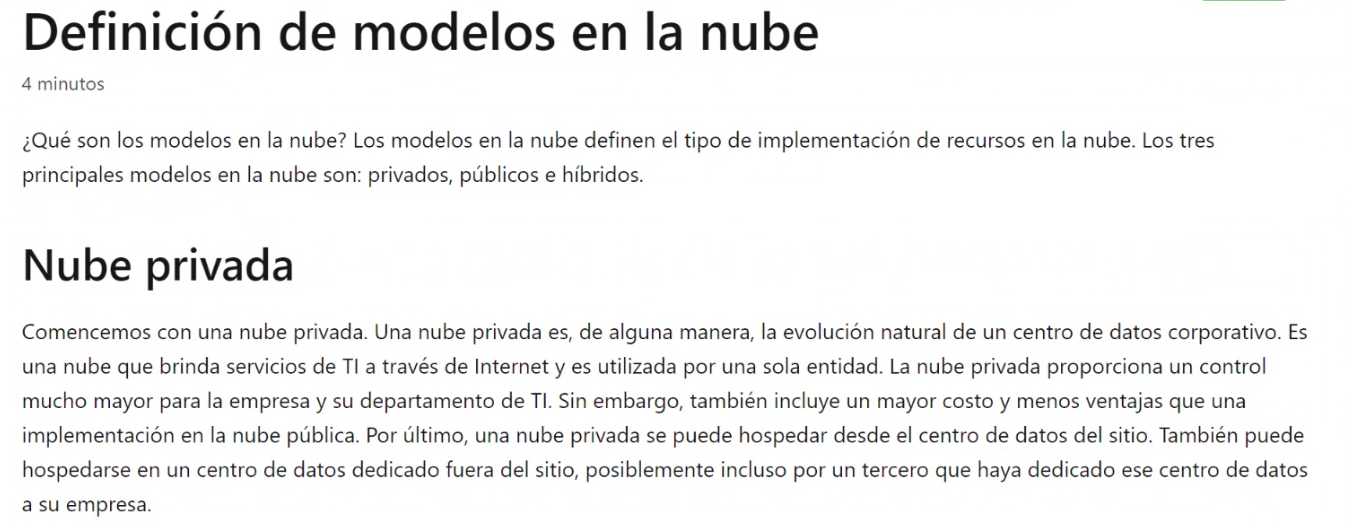 Definición de modelos en la nube
4 minutos
¿Qué son los modelos en la nube? Los modelos en la nube definen el tipo de implementación de recursos en la nube. Los tres
principales modelos en la nube son: privados, públicos e híbridos.
Nube privada
Comencemos con una nube privada. Una nube privada es, de alguna manera, la evolución natural de un centro de datos corporativo. Es
una nube que brinda servicios de TI a través de Internet y es utilizada por una sola entidad. La nube privada proporciona un control
mucho mayor para la empresa y su departamento de TI. Sin embargo, también incluye un mayor costo y menos ventajas que una
implementación en la nube pública. Por último, una nube privada se puede hospedar desde el centro de datos del sitio. También puede
hospedarse en un centro de datos dedicado fuera del sitio, posiblemente incluso por un tercero que haya dedicado ese centro de datos
a su empresa.